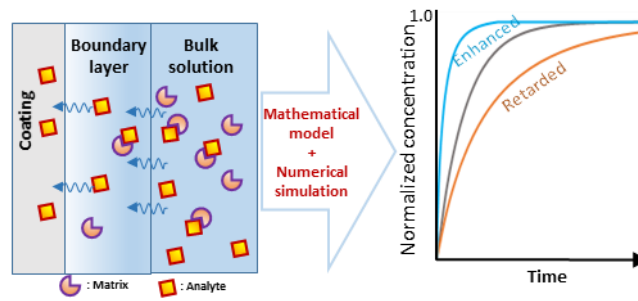 Coating
Boundary
layer
Bulk
solution
: Matrix
: Analyte
Mathematical
model
+
Numerical
simulation
Normalized concentration
1.0
Enhanced
Retarded
Time